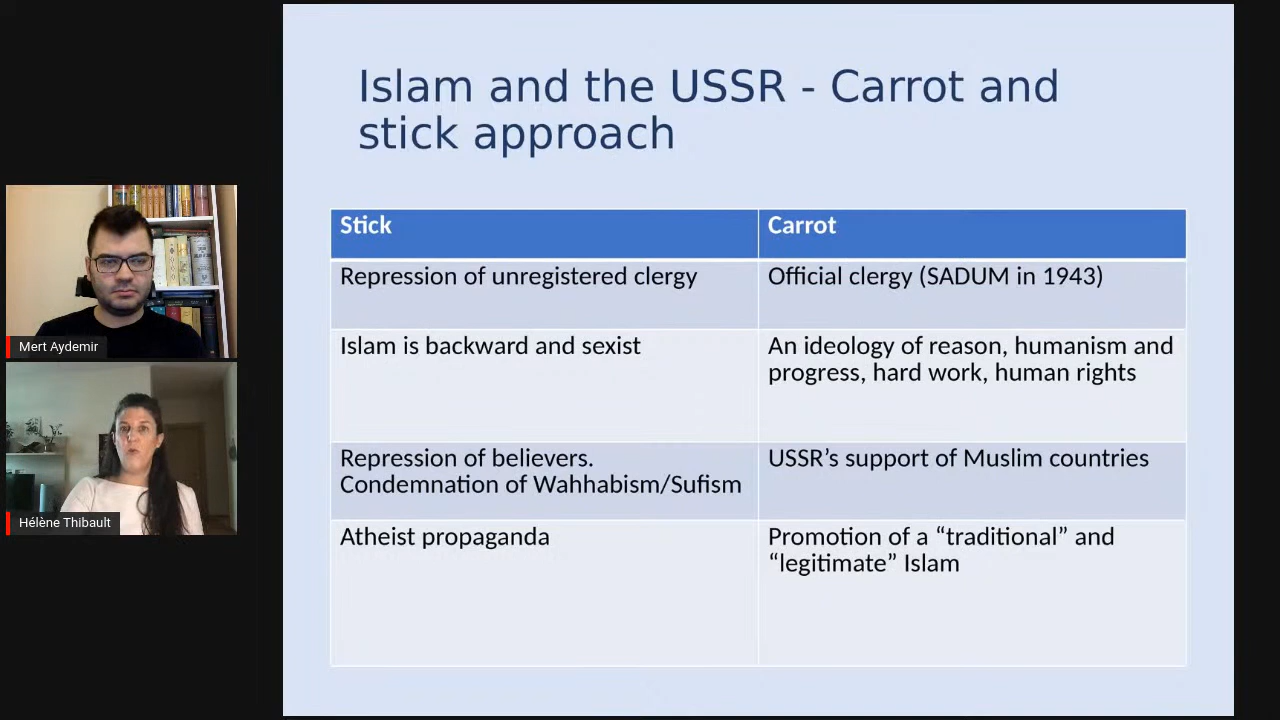 Islam and the USSR - Carrot and
stick approach
Stick
Carrot
Repression of unregistered clergy
Official clergy (SADUM in 1943)
Islam is backward and sexist
An ideology of reason, humanism and
progress, hard work, human rights
Repression of believers.
Condemnation of Wahhabism/Sufism
USSR’s support of Muslim countries
Atheist propaganda
Promotion of a “traditional” and
“legitimate” Islam
Mert Aydemir
Hélène Thibault